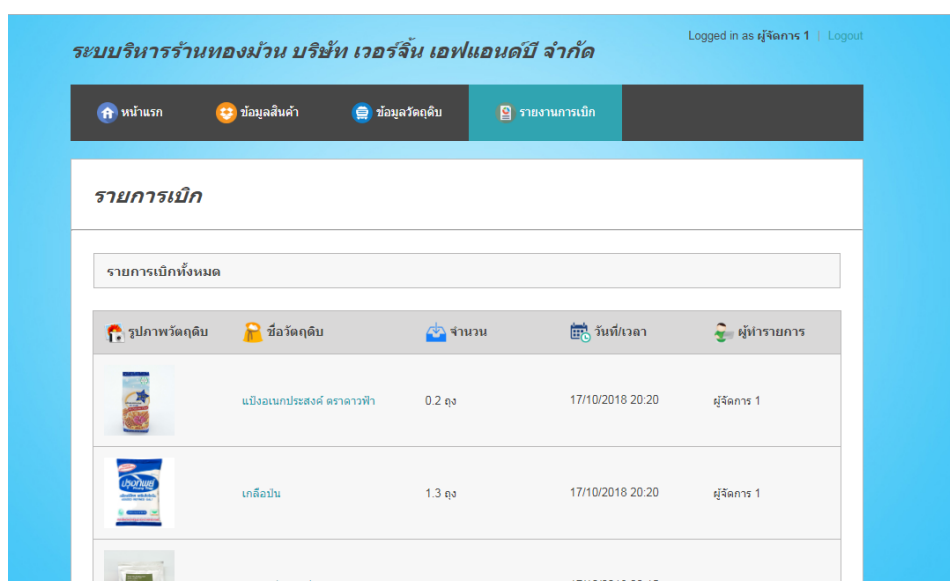 ระบบบริหารร้านทองม้วน บริษัท เวอร์จิ้น เอฟแอนด์บี จำกัด
Logged in as ผู้จัดการ 1 | Logout
หน้าแรก ข้อมูลสินค้า ข้อมูลวัตถุดิบ รายงานการเบิก
รายการเบิก
รายการเบิกทั้งหมด
รูปภาพวัตถุดิบ ชื่อวัตถุดิบ จำนวน วันที่/เวลา ผู้ทำรายการ
แป้งอเนกประสงค์ ตราดาวฟ้า 0.2 ถุง 17/10/2018 20:20 ผู้จัดการ 1
ปรุงทิพย์
เกลือป่น 1.3 ถุง 17/10/2018 20:20 ผู้จัดการ 1